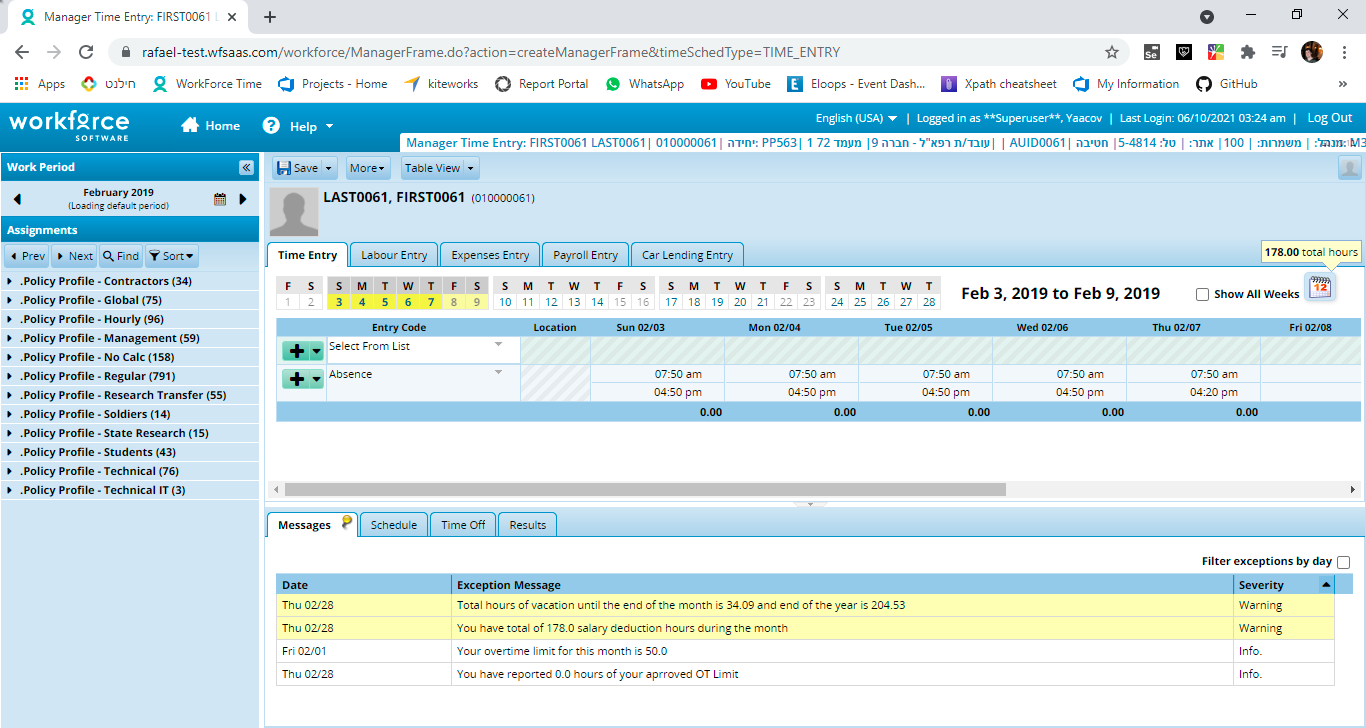 Manager Time Entry: FIRST0061 L
rafael-test.wfsaas.com/workforce/ManagerFrame.do?action=createManagerFrame&timeSchedType=TIME_ENTRY
Apps חילנט WorkForce Time Projects - Home kiteworks Report Portal WhatsApp YouTube Eloops - Event Dash... Xpath cheatsheet My Information GitHub »
workforce SOFTWARE Home Help English (USA) | Logged in as **Superuser**, Yaacov | Last Login: 06/10/2021 03:24 am | Log Out
Manager Time Entry: FIRST0061 LAST0061| 010000061| יחידה: PP563| 1 מעמד 72 |עובד/ת רפא"ל - חברה 9| |AUID0061| חטיבה |5-4814 :טל |אתר: |100 :משמרות |
Work Period «
February 2019
(Loading default period)
Assignments
Prev Next Find Sort
.Policy Profile - Contractors (34)
.Policy Profile - Global (75)
.Policy Profile - Hourly (96)
.Policy Profile - Management (59)
.Policy Profile - No Calc (158)
.Policy Profile - Regular (791)
.Policy Profile - Research Transfer (55)
.Policy Profile - Soldiers (14)
.Policy Profile - State Research (15)
.Policy Profile - Students (43)
.Policy Profile - Technical (76)
.Policy Profile - Technical IT (3)
Save More Table View
LAST0061, FIRST0061 (010000061)
Time Entry Labour Entry Expenses Entry Payroll Entry Car Lending Entry
178.00 total hours
F S S M T W T F S S M T W T F S S M T W T F S S M T W T
1 2 3 4 5 6 7 8 9 10 11 12 13 14 15 16 17 18 19 20 21 22 23 24 25 26 27 28
Feb 3, 2019 to Feb 9, 2019 Show All Weeks 12
Entry Code Location Sun 02/03 Mon 02/04 Tue 02/05 Wed 02/06 Thu 02/07 Fri 02/08
Select From List
Absence 07:50 am 07:50 am 07:50 am 07:50 am 07:50 am
04:50 pm 04:50 pm 04:50 pm 04:50 pm 04:20 pm
0.00 0.00 0.00 0.00 0.00
Messages Schedule Time Off Results
Filter exceptions by day
Date Exception Message Severity
Thu 02/28 Total hours of vacation until the end of the month is 34.09 and end of the year is 204.53 Warning
Thu 02/28 You have total of 178.0 salary deduction hours during the month Warning
Fri 02/01 Your overtime limit for this month is 50.0 Info.
Thu 02/28 You have reported 0.0 hours of your aprroved OT Limit Info.